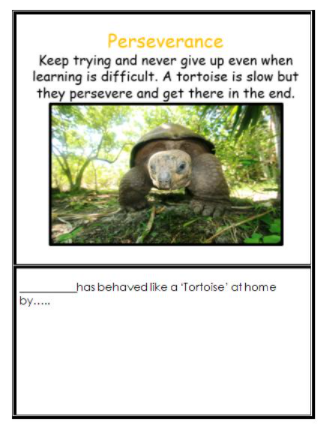 Perseverance
Keep trying and never give up even when
learning is difficult. A tortoise is slow but
they persevere and get there in the end.
__________has behaved like a 'Tortoise' at home
by.....